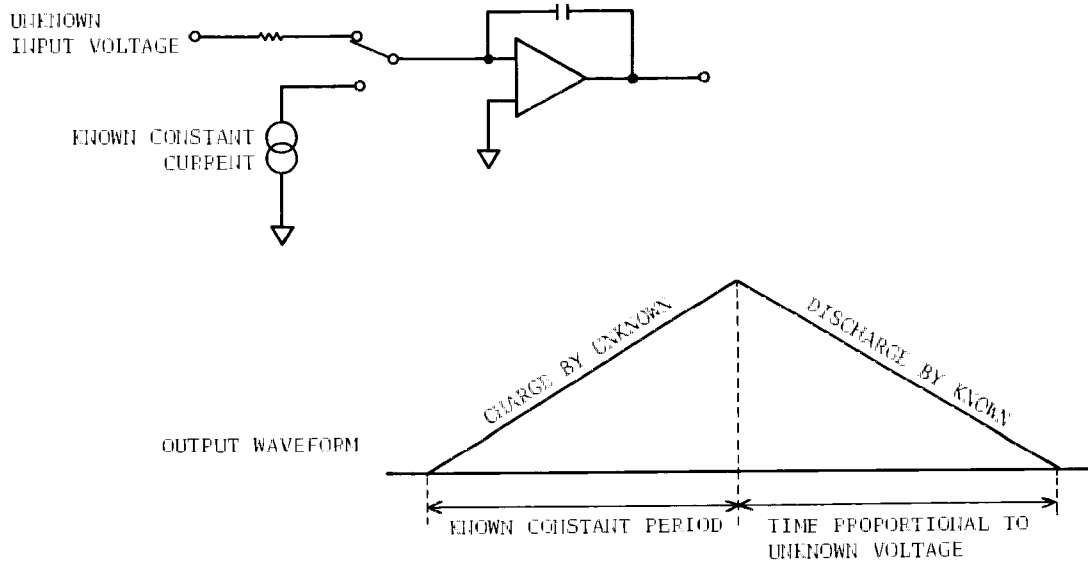 UNKNOWN
INPUT VOLTAGE
KNOWN CONSTANT
CURRENT
CHARGE BY UNKNOWN
DISCHARGE BY KNOWN
OUTPUT WAVEFORM
KNOWN CONSTANT PERIOD
TIME PROPORTIONAL TO
UNKNOWN VOLTAGE